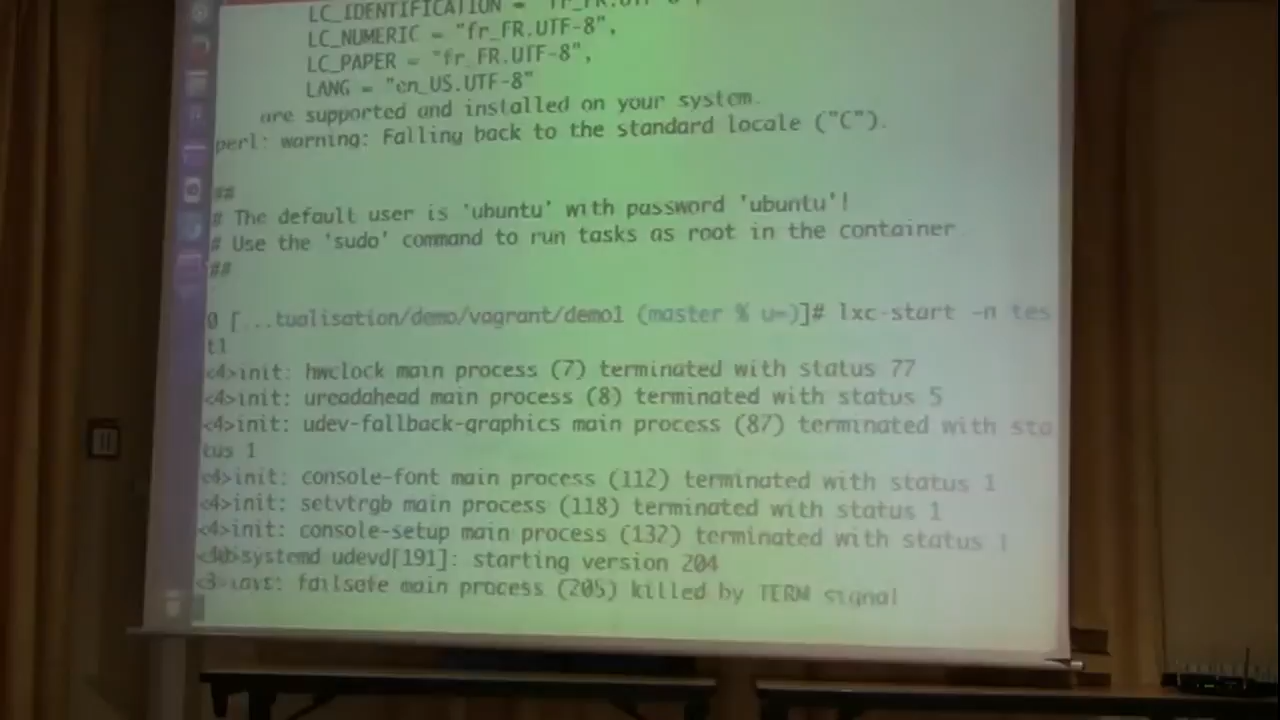 LC_IDENTIFICATION = "fr_FR.UTF-8",
LC_NUMERIC = "fr_FR.UTF-8",
LC_PAPER = "fr_FR.UTF-8",
LANG = "en_US.UTF-8"
are supported and installed on your system.
perl: warning: Falling back to the standard locale ("C").
##
# The default user is 'ubuntu' with password 'ubuntu'!
# Use the 'sudo' command to run tasks as root in the container.
##
0 [...tualisation/demo/vagrant/demo1 (master % u=)]# lxc-start -n tes
t1
<4>init: hwclock main process (7) terminated with status 77
<4>init: ureadahead main process (8) terminated with status 5
<4>init: udev-fallback-graphics main process (87) terminated with sta
tus 1
<4>init: console-font main process (112) terminated with status 1
<4>init: setvtrgb main process (118) terminated with status 1
<4>init: console-setup main process (132) terminated with status 1
systemd udevd[191]: starting version 204
<3>init: failsafe main process (205) killed by TERM signal